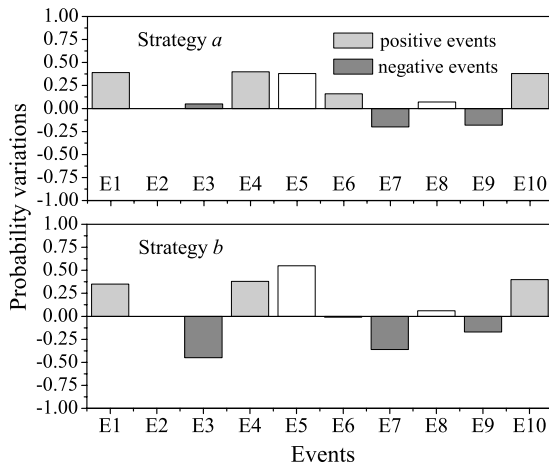 Probability variations
1.00
0.75
0.50
0.25
0.00
-0.25
-0.50
-0.75
-1.00
Strategy a
positive events
negative events
E1 E2 E3 E4 E5 E6 E7 E8 E9 E10
1.00
0.75
0.50
0.25
0.00
-0.25
-0.50
-0.75
-1.00
Strategy b
E1 E2 E3 E4 E5 E6 E7 E8 E9 E10
Events